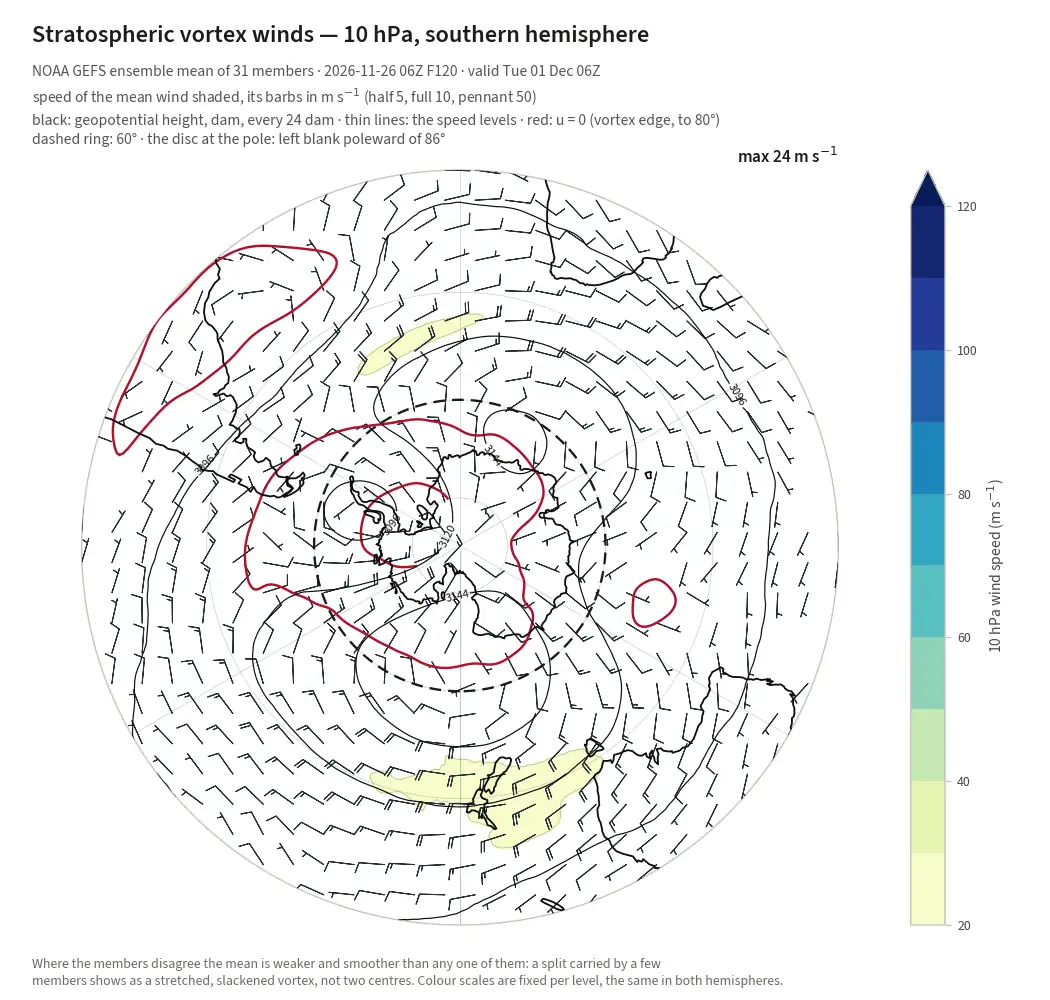 Stratospheric vortex winds — 10 hPa, southern hemisphere
NOAA GEFS ensemble mean of 31 members · 2026-11-26 06Z F120 · valid Tue 01 Dec 06Z
speed of the mean wind shaded, its barbs in m s⁻¹ (half 5, full 10, pennant 50)
black: geopotential height, dam, every 24 dam · thin lines: the speed levels · red: u = 0 (vortex edge, to 80°)
dashed ring: 60° · the disc at the pole: left blank poleward of 86°
max 24 m s⁻¹
120
100
80
60
40
20
10 hPa wind speed (m s⁻¹)
3096
3096
3144
3096
3120
3144
Where the members disagree the mean is weaker and smoother than any one of them: a split carried by a few
members shows as a stretched, slackened vortex, not two centres. Colour scales are fixed per level, the same in both hemispheres.